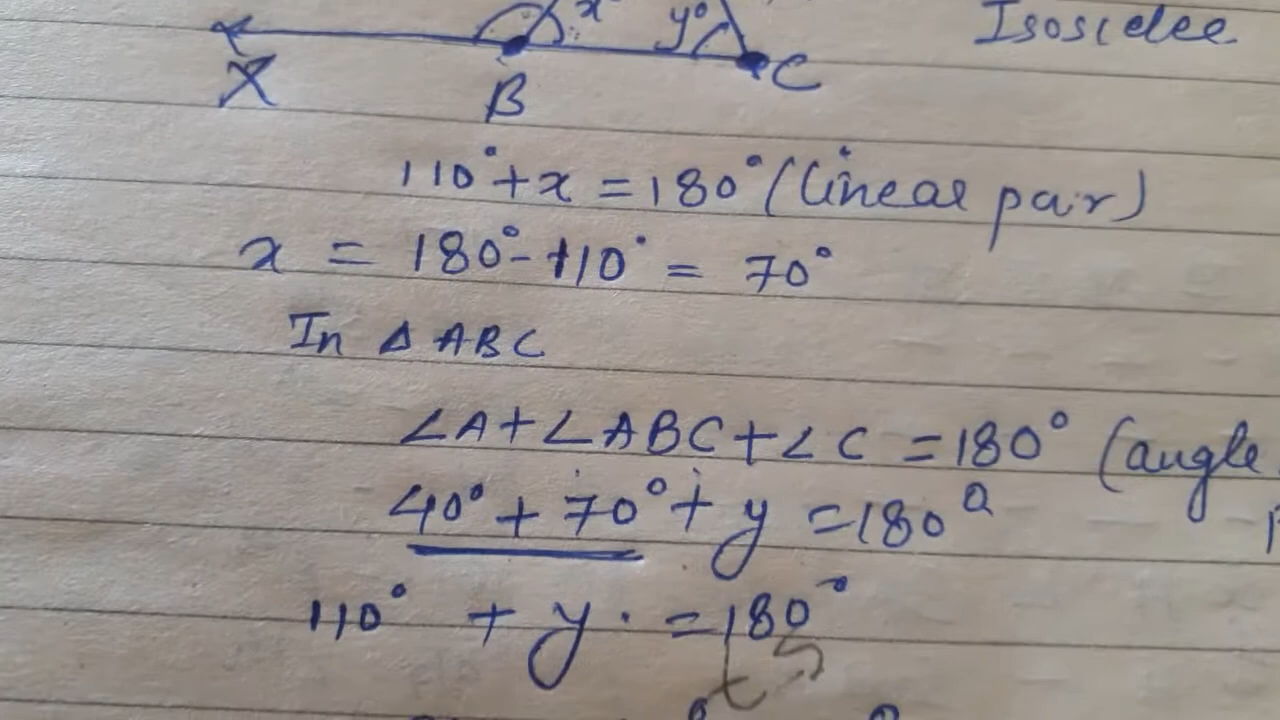 x y° Isoscelee
X B C
110° + x = 180° (linear pair)
x = 180° - 110° = 70°
In △ ABC
∠A + ∠ABC + ∠C = 180° (angle
40° + 70° + y = 180°
110° + y = 180°